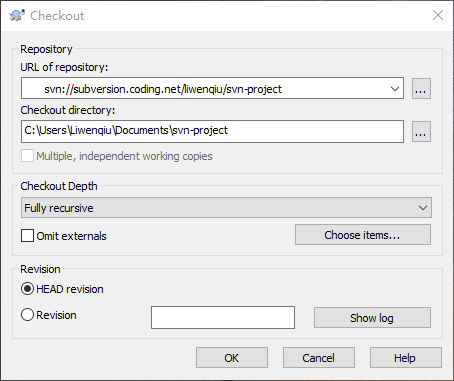 Checkout
Repository
URL of repository:
svn://subversion.coding.net/liwenqiu/svn-project
...
Checkout directory:
C:\Users\Liwenqiu\Documents\svn-project
...
Multiple, independent working copies
Checkout Depth
Fully recursive
Omit externals
Choose items...
Revision
HEAD revision
Revision
Show log
OK
Cancel
Help